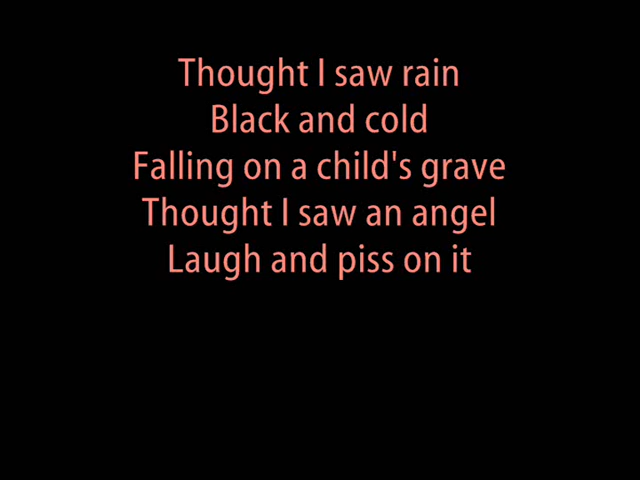 Thought I saw rain
Black and cold
Falling on a child's grave
Thought I saw an angel
Laugh and piss on it